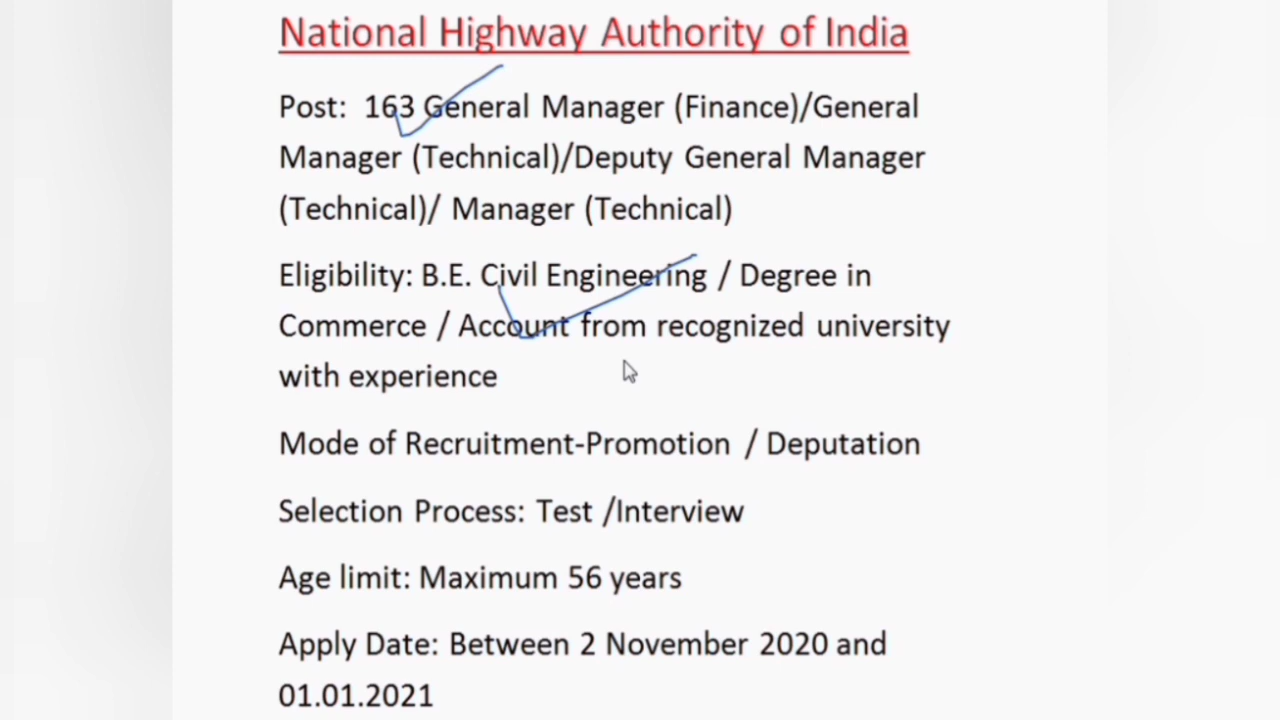 National Highway Authority of India
Post: 163 General Manager (Finance)/General
Manager (Technical)/Deputy General Manager
(Technical)/ Manager (Technical)
Eligibility: B.E. Civil Engineering / Degree in
Commerce / Account from recognized university
with experience
Mode of Recruitment-Promotion / Deputation
Selection Process: Test /Interview
Age limit: Maximum 56 years
Apply Date: Between 2 November 2020 and
01.01.2021